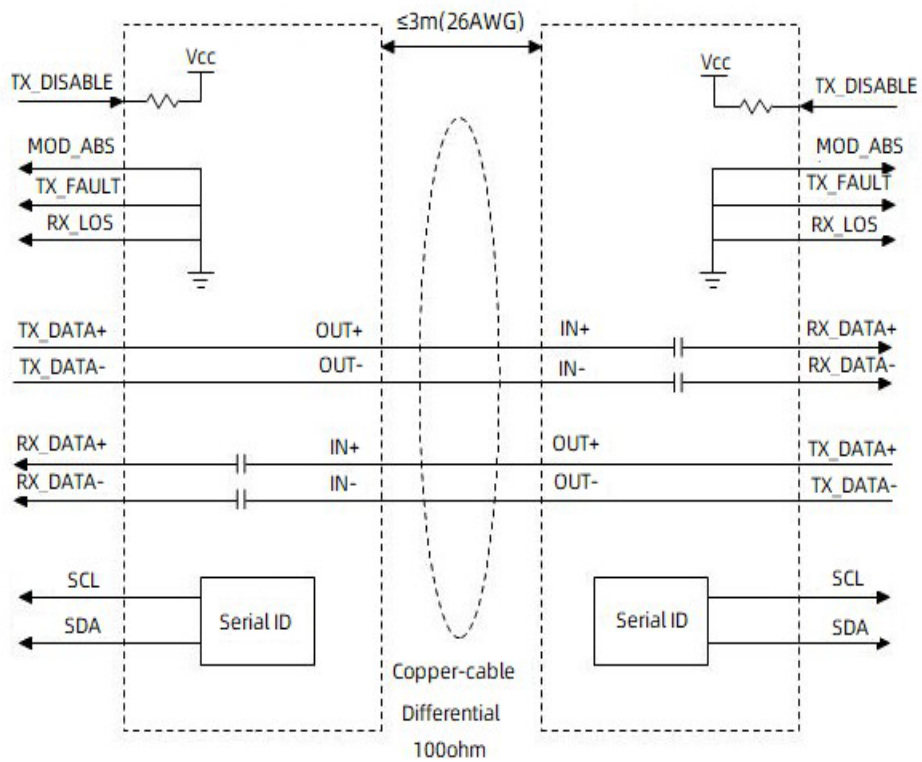 ≤3m(26AWG)
Vcc
Vcc
TX_DISABLE
TX_DISABLE
MOD_ABS
MOD_ABS
TX_FAULT
TX_FAULT
RX_LOS
RX_LOS
TX_DATA+ OUT+ IN+ RX_DATA+
TX_DATA- OUT- IN- RX_DATA-
RX_DATA+ IN+ OUT+ TX_DATA+
RX_DATA- IN- OUT- TX_DATA-
SCL
SCL
Serial ID
Serial ID
SDA
SDA
Copper-cable
Differential
100ohm